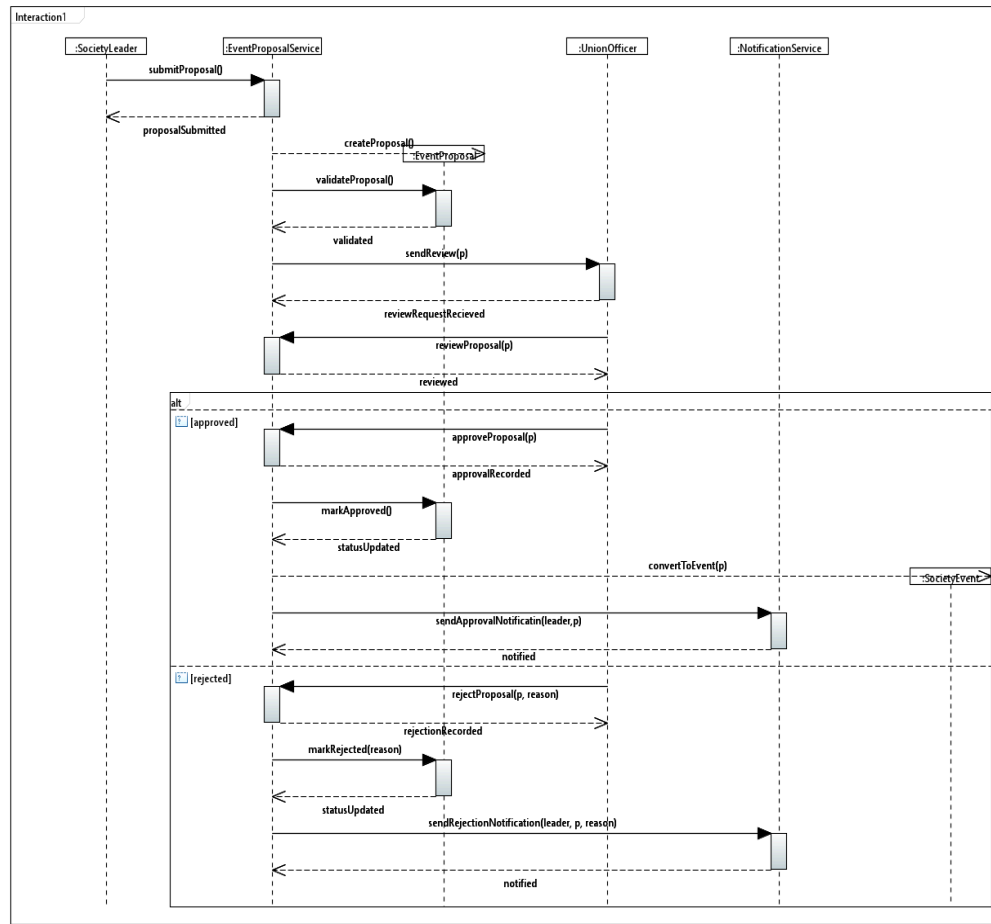 Interaction1
:SocietyLeader
:EventProposalService
:UnionOfficer
:NotificationService
submitProposal()
proposalSubmitted
createProposal()
:EventProposal
validateProposal()
validated
sendReview(p)
reviewRequestRecieved
reviewProposal(p)
reviewed
alt
[approved]
approveProposal(p)
approvalRecorded
markApproved()
statusUpdated
convertToEvent(p)
:SocietyEvent
sendApprovalNotificatin(leader,p)
notified
[rejected]
rejectProposal(p, reason)
rejectionRecorded
markRejected(reason)
statusUpdated
sendRejectionNotification(leader, p, reason)
notified